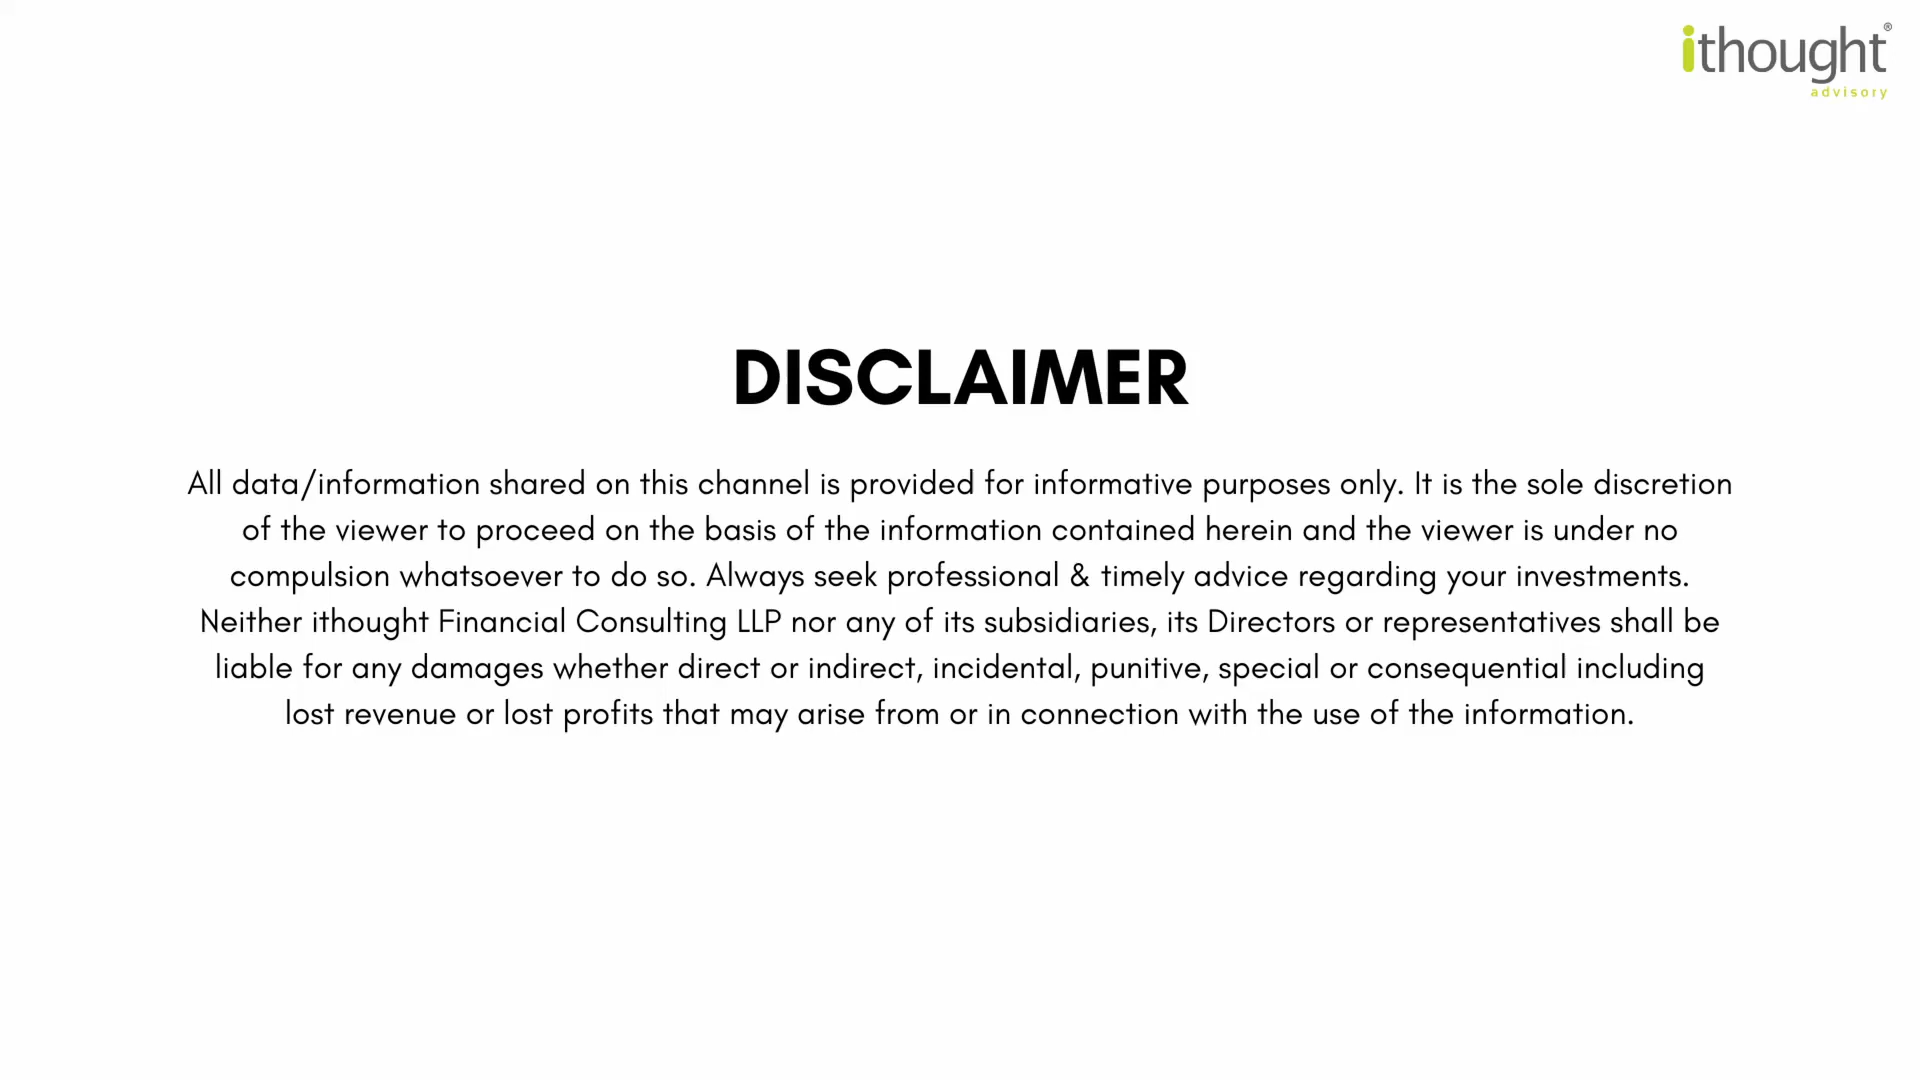 ithought®
advisory
DISCLAIMER
All data/information shared on this channel is provided for informative purposes only. It is the sole discretion
of the viewer to proceed on the basis of the information contained herein and the viewer is under no
compulsion whatsoever to do so. Always seek professional & timely advice regarding your investments.
Neither ithought Financial Consulting LLP nor any of its subsidiaries, its Directors or representatives shall be
liable for any damages whether direct or indirect, incidental, punitive, special or consequential including
lost revenue or lost profits that may arise from or in connection with the use of the information.